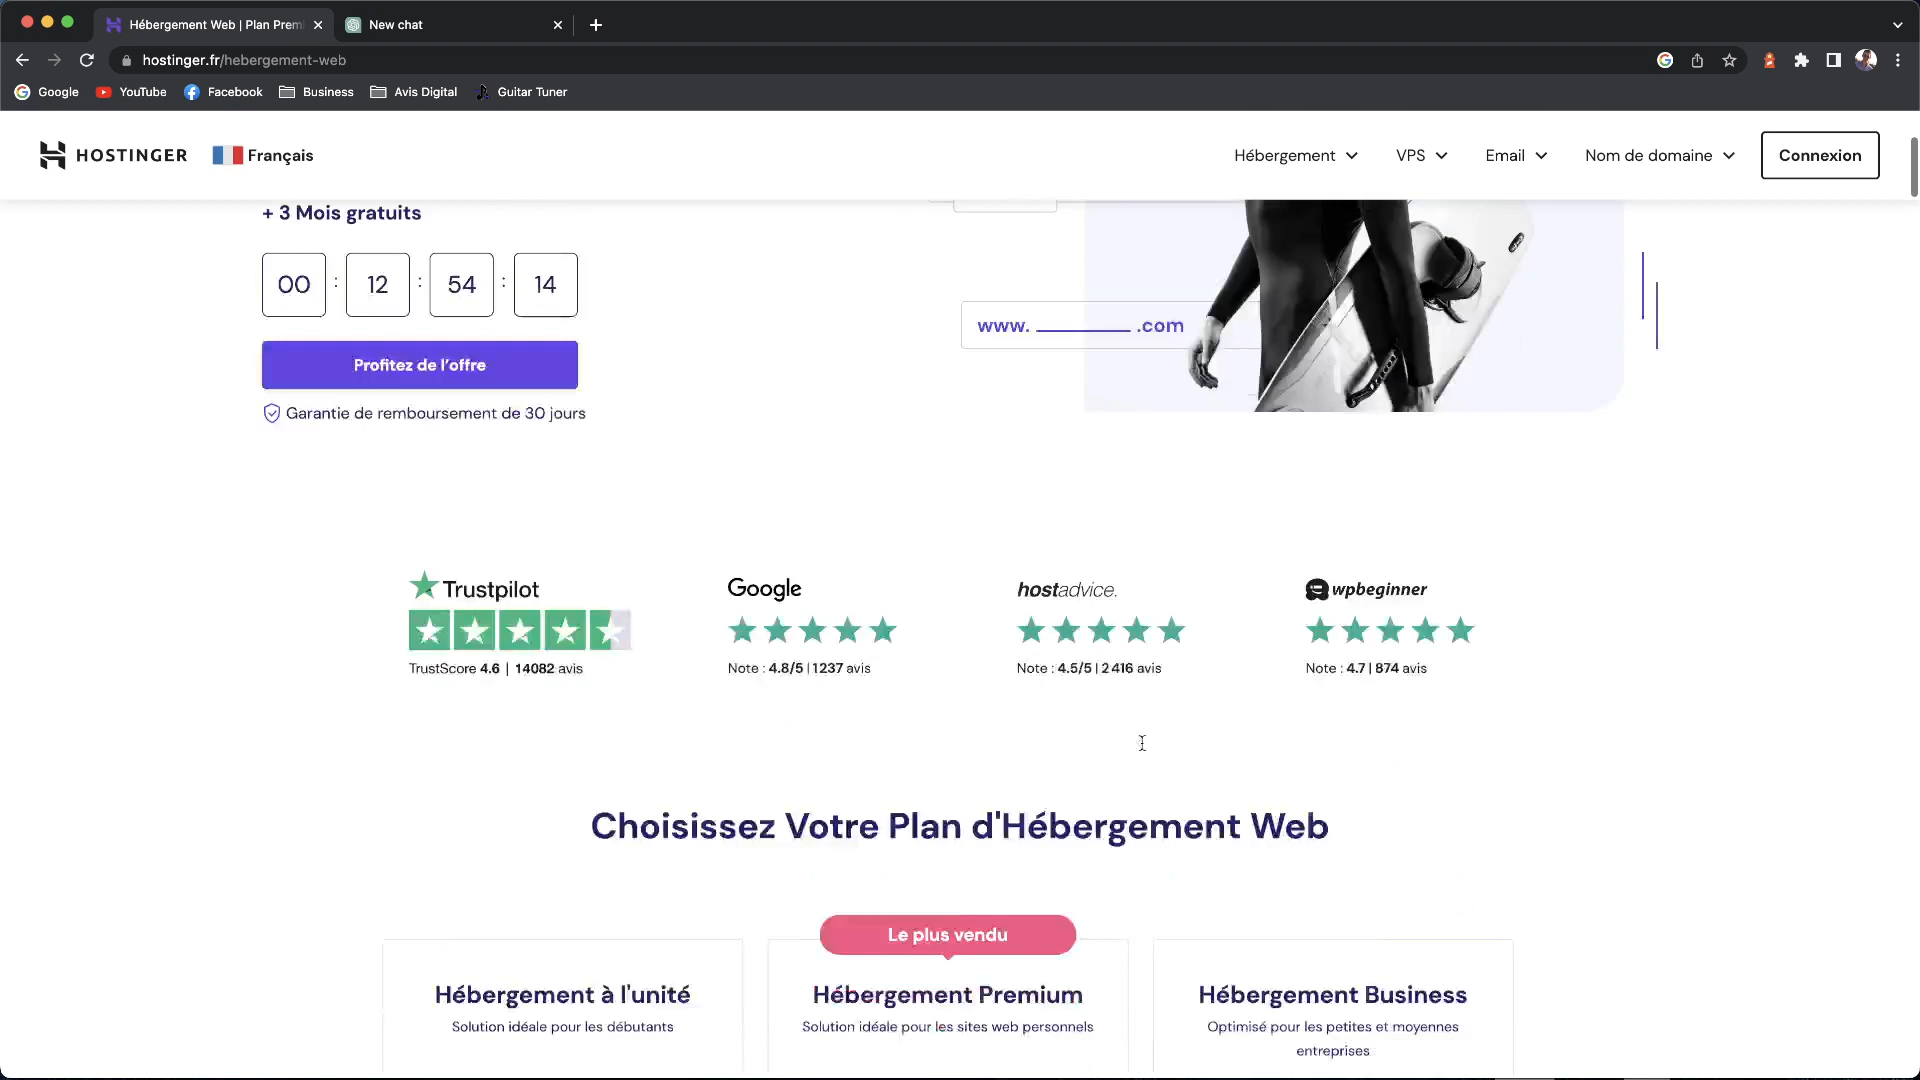 Hébergement Web | Plan Prem
New chat
hostinger.fr/hebergement-web
Google
YouTube
Facebook
Business
Avis Digital
Guitar Tuner
HOSTINGER
Français
Hébergement
VPS
Email
Nom de domaine
Connexion
+ 3 Mois gratuits
00 : 12 : 54 : 14
www. ________ .com
Profitez de l'offre
Garantie de remboursement de 30 jours
Trustpilot
TrustScore 4.6 | 14082 avis
Google
Note : 4.8/5 | 1237 avis
hostadvice.
Note : 4.5/5 | 2 416 avis
wpbeginner
Note : 4.7 | 874 avis
Choisissez Votre Plan d'Hébergement Web
Le plus vendu
Hébergement à l'unité
Solution idéale pour les débutants
Hébergement Premium
Solution idéale pour les sites web personnels
Hébergement Business
Optimisé pour les petites et moyennes
entreprises